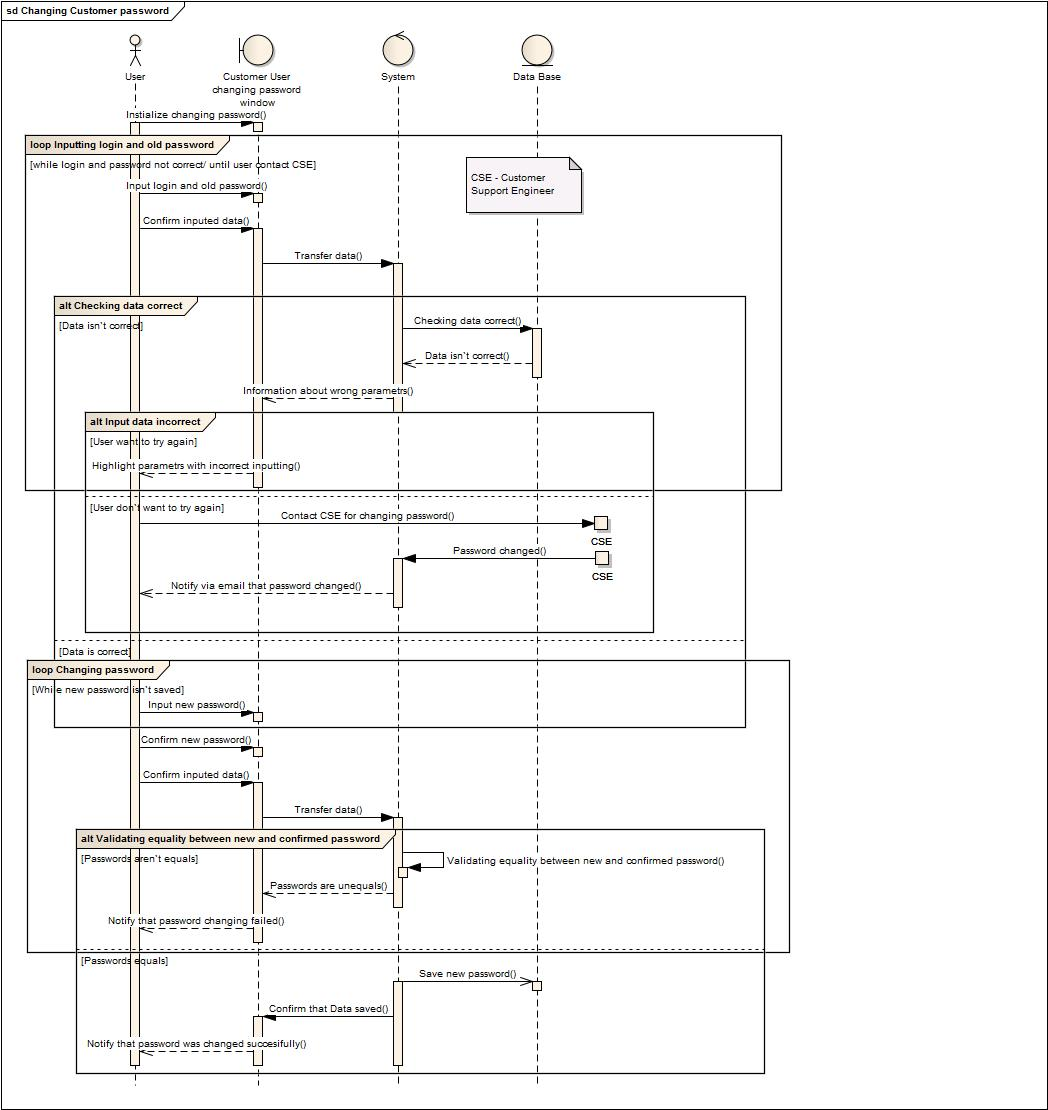 sd Changing Customer password
User
Customer User
changing password
window
System
Data Base
Instialize changing password()
loop Inputting login and old password
[while login and password not correct/ until user contact CSE]
CSE - Customer
Support Engineer
Input login and old password()
Confirm inputed data()
Transfer data()
alt Checking data correct
[Data isn`t correct]
Checking data correct()
Data isn`t correct()
Information about wrong parametrs()
alt Input data incorrect
[User want to try again]
Highlight parametrs with incorrect inputting()
[User don`t want to try again]
Contact CSE for changing password()
CSE
Password changed()
CSE
Notify via email that password changed()
[Data is correct]
loop Changing password
[While new password isn`t saved]
Input new password()
Confirm new password()
Confirm inputed data()
Transfer data()
alt Validating equality between new and confirmed password
[Passwords aren`t equals]
Validating equality between new and confirmed password()
Passwords are unequals()
Notify that password changing failed()
[Passwords equals]
Save new password()
Confirm that Data saved()
Notify that password was changed succesifully()